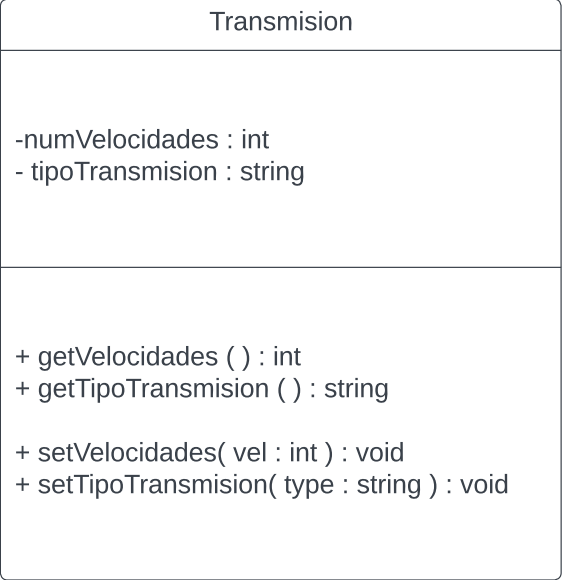 Transmision
-numVelocidades : int
- tipoTransmision : string
+ getVelocidades ( ) : int
+ getTipoTransmision ( ) : string
+ setVelocidades( vel : int ) : void
+ setTipoTransmision( type : string ) : void